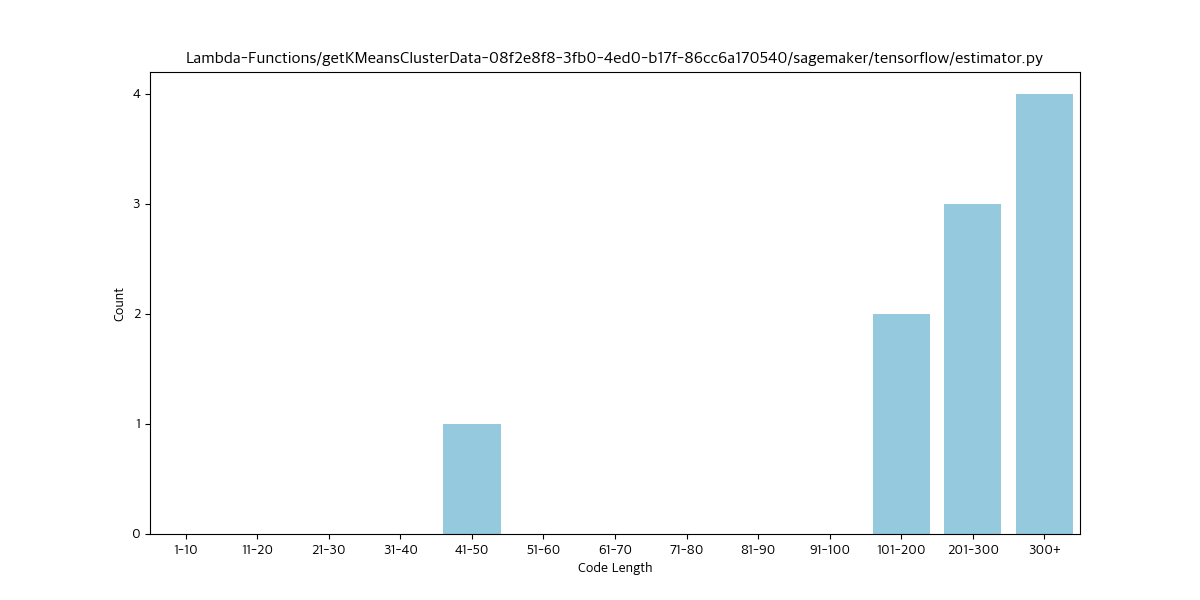 Lambda-Functions/getKMeansClusterData-08f2e8f8-3fb0-4ed0-b17f-86cc6a170540/sagemaker/tensorflow/estimator.py
4
3
2
1
0
Count
1-10 11-20 21-30 31-40 41-50 51-60 61-70 71-80 81-90 91-100 101-200 201-300 300+
Code Length